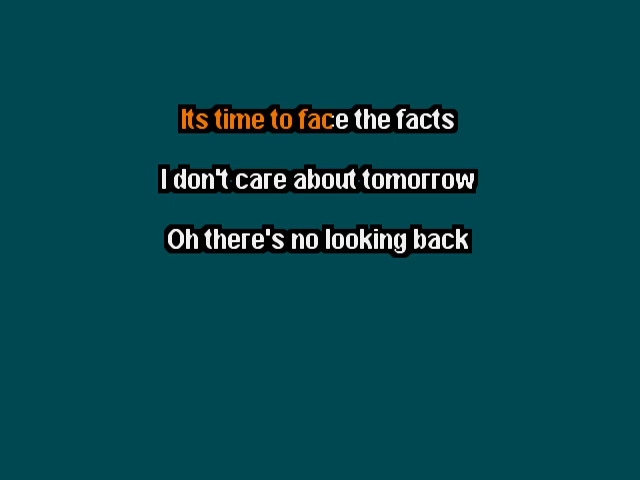 Its time to face the facts
I don't care about tomorrow
Oh there's no looking back